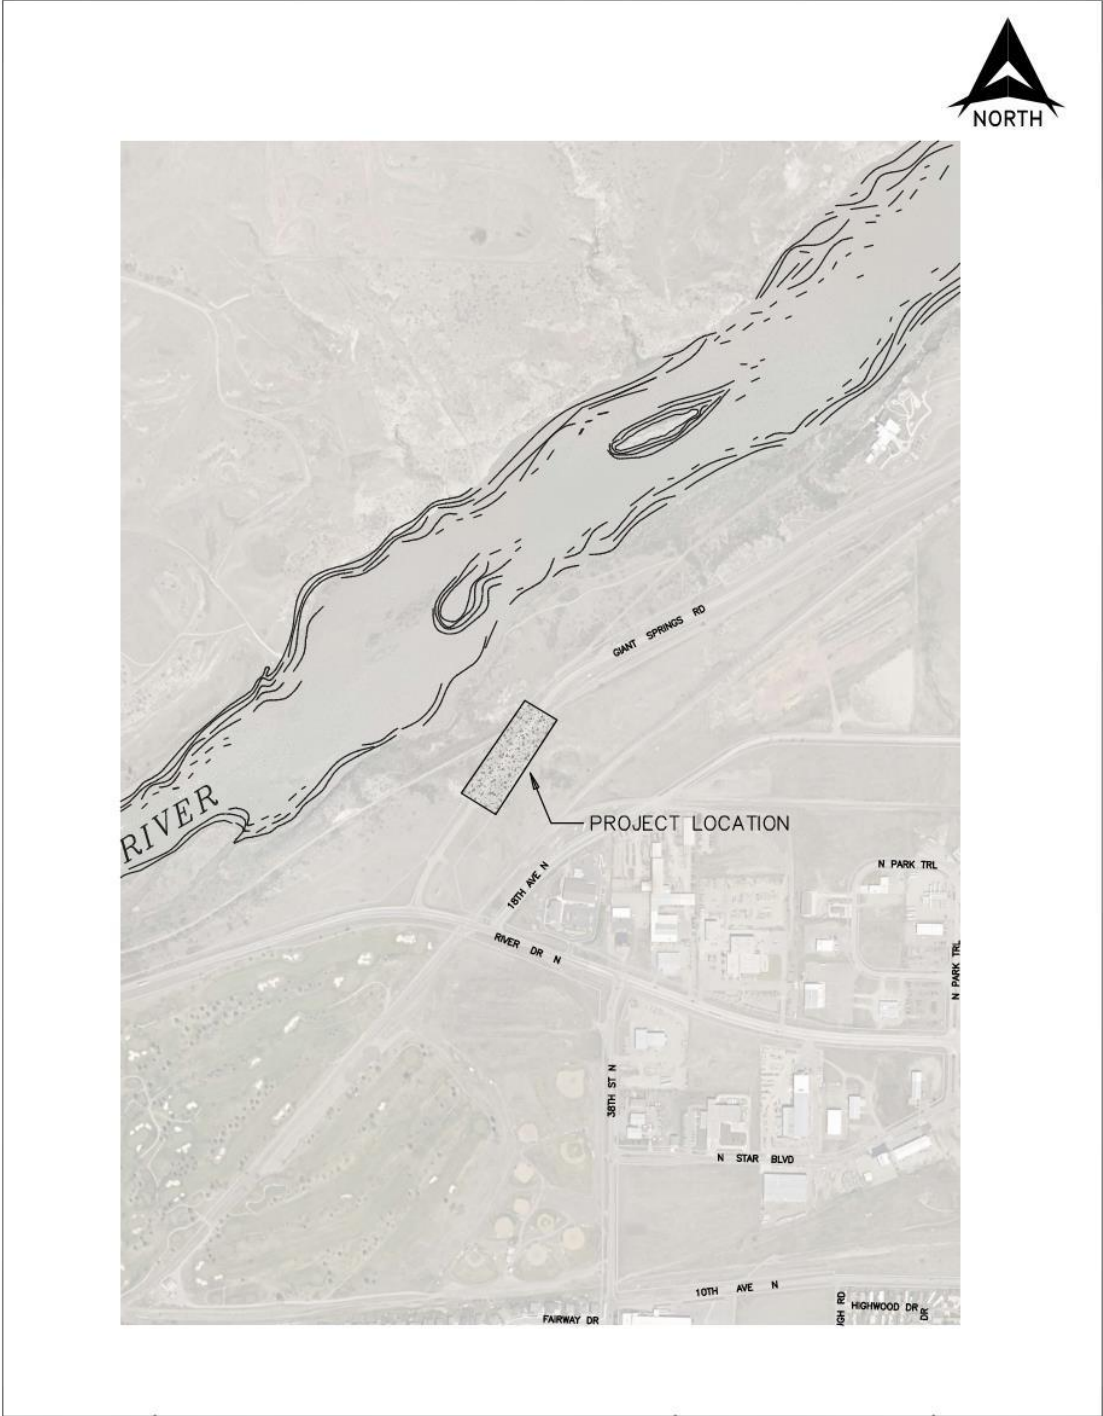 NORTH
GIANT SPRINGS RD
RIVER
PROJECT LOCATION
18TH AVE N
N PARK TRL
RIVER DR N
N PARK TRL
38TH ST N
N STAR BLVD
10TH AVE N
HIGHWOOD DR
DR
FAIRWAY DR